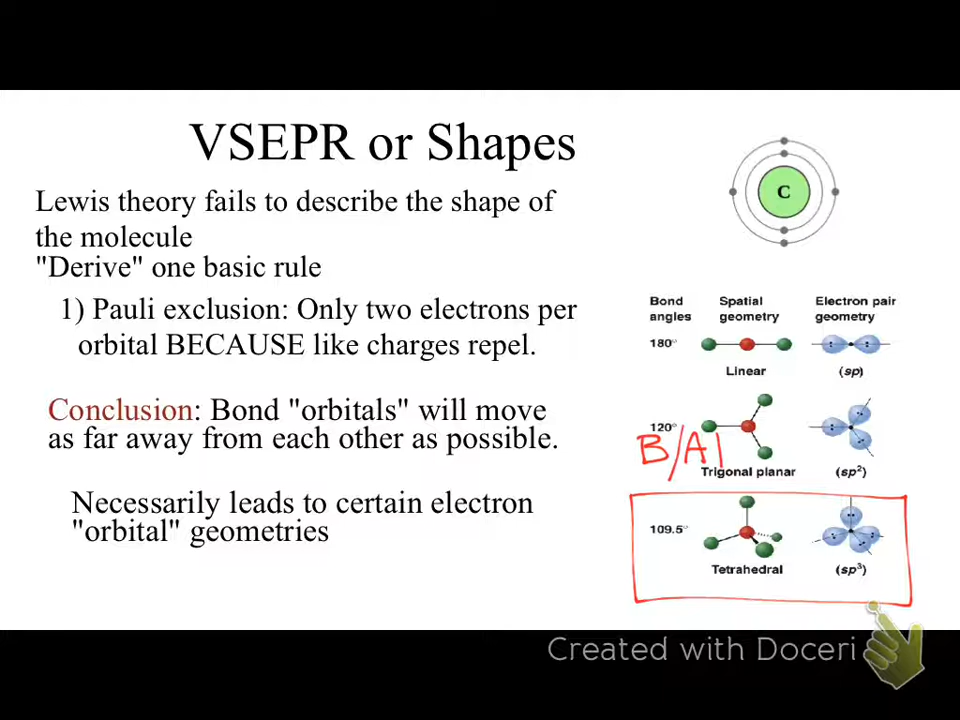 VSEPR or Shapes
Lewis theory fails to describe the shape of
the molecule
"Derive" one basic rule
1) Pauli exclusion: Only two electrons per
orbital BECAUSE like charges repel.
Conclusion: Bond "orbitals" will move
as far away from each other as possible.
Necessarily leads to certain electron
"orbital" geometries
C
Bond angles
Spatial geometry
Electron pair geometry
180°
Linear
(sp)
120°
B/Al
Trigonal planar
(sp²)
109.5°
Tetrahedral
(sp³)
Created with Doceri